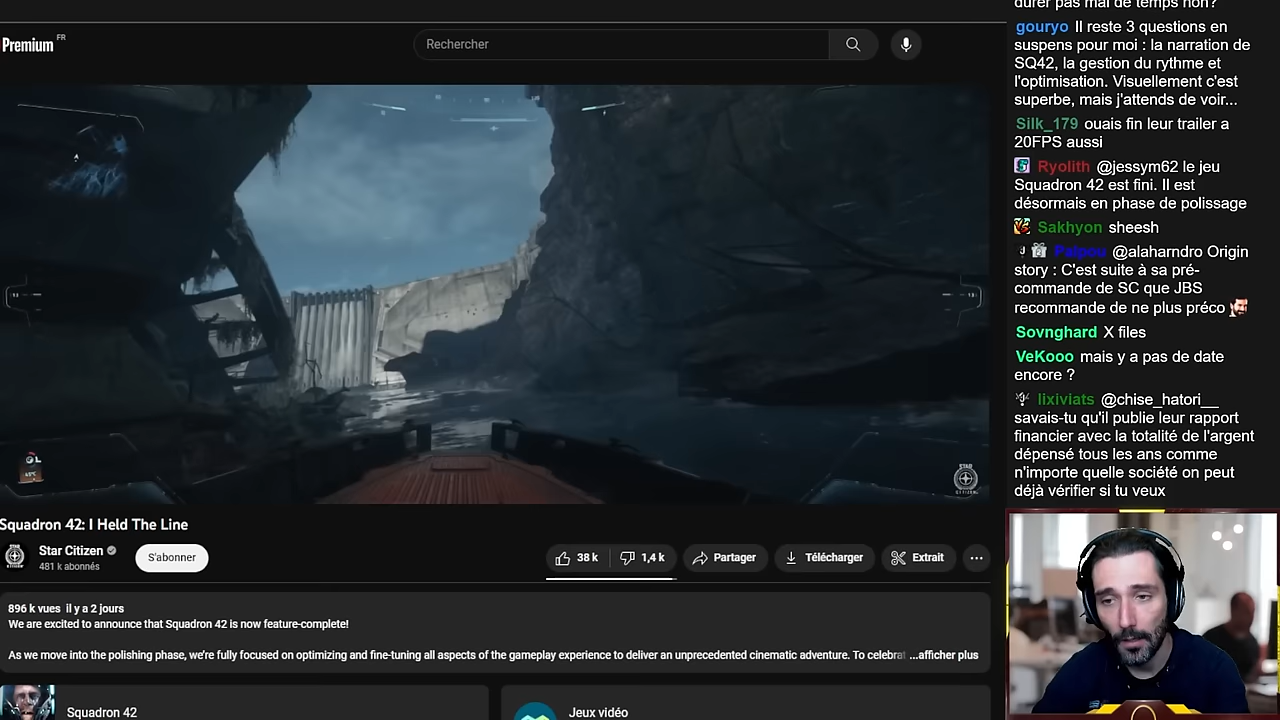 Premium FR
Rechercher
Squadron 42: I Held The Line
Star Citizen
481 k abonnés
S'abonner
38 k
1,4 k
Partager
Télécharger
Extrait
896 k vues il y a 2 jours
We are excited to announce that Squadron 42 is now feature-complete!
As we move into the polishing phase, we're fully focused on optimizing and fine-tuning all aspects of the gameplay experience to deliver an unprecedented cinematic adventure. To celebrat ...afficher plus
Squadron 42
Jeux vidéo
durer pas mal de temps non?
gouryo Il reste 3 questions en
suspens pour moi : la narration de
SQ42, la gestion du rythme et
l'optimisation. Visuellement c'est
superbe, mais j'attends de voir...
Silk_179 ouais fin leur trailer a
20FPS aussi
Ryolith @jessym62 le jeu
Squadron 42 est fini. Il est
désormais en phase de polissage
Sakhyon sheesh
Palpou @alaharndro Origin
story : C'est suite à sa pré-
commande de SC que JBS
recommande de ne plus préco
Sovnghard X files
VeKooo mais y a pas de date
encore ?
lixiviats @chise_hatori__
savais-tu qu'il publie leur rapport
financier avec la totalité de l'argent
dépensé tous les ans comme
n'importe quelle société on peut
déjà vérifier si tu veux
STAR
CITIZEN